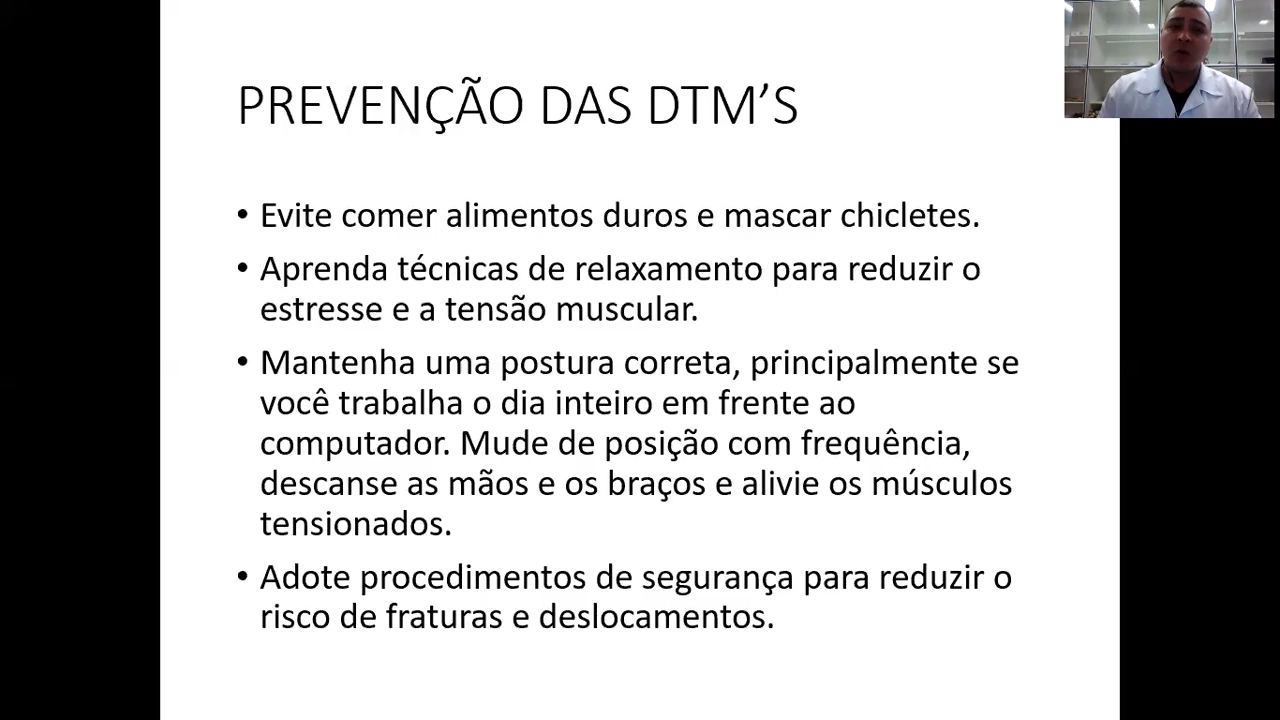 PREVENÇÃO DAS DTM’S
• Evite comer alimentos duros e mascar chicletes.
• Aprenda técnicas de relaxamento para reduzir o
estresse e a tensão muscular.
• Mantenha uma postura correta, principalmente se
você trabalha o dia inteiro em frente ao
computador. Mude de posição com frequência,
descanse as mãos e os braços e alivie os músculos
tensionados.
• Adote procedimentos de segurança para reduzir o
risco de fraturas e deslocamentos.